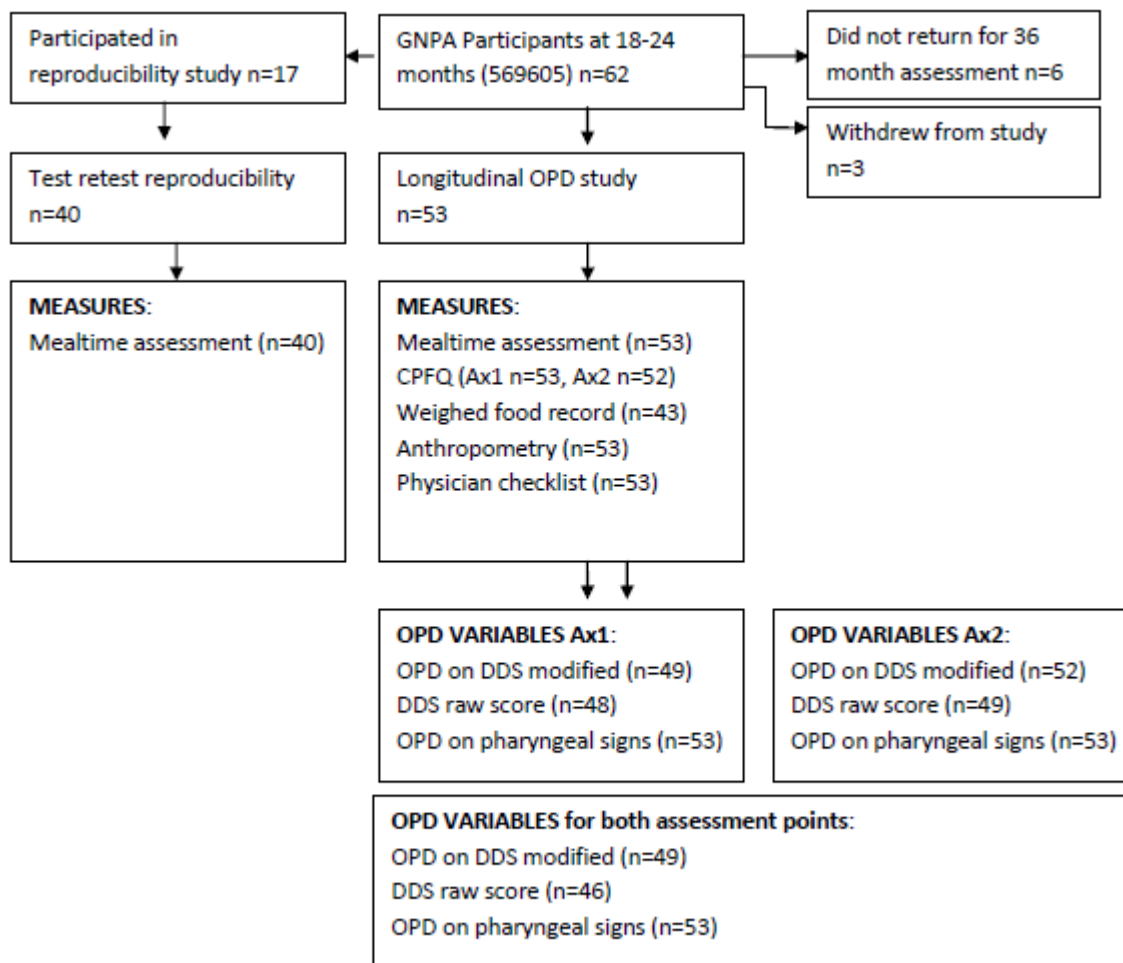 Participated in
reproducibility study n=17
GNPA Participants at 18-24
months (569605) n=62
Did not return for 36
month assessment n=6
Withdrew from study
n=3
Test retest reproducibility
n=40
Longitudinal OPD study
n=53
MEASURES:
Mealtime assessment (n=40)
MEASURES:
Mealtime assessment (n=53)
CPFQ (Ax1 n=53, Ax2 n=52)
Weighed food record (n=43)
Anthropometry (n=53)
Physician checklist (n=53)
OPD VARIABLES Ax1:
OPD on DDS modified (n=49)
DDS raw score (n=48)
OPD on pharyngeal signs (n=53)
OPD VARIABLES Ax2:
OPD on DDS modified (n=52)
DDS raw score (n=49)
OPD on pharyngeal signs (n=53)
OPD VARIABLES for both assessment points:
OPD on DDS modified (n=49)
DDS raw score (n=46)
OPD on pharyngeal signs (n=53)